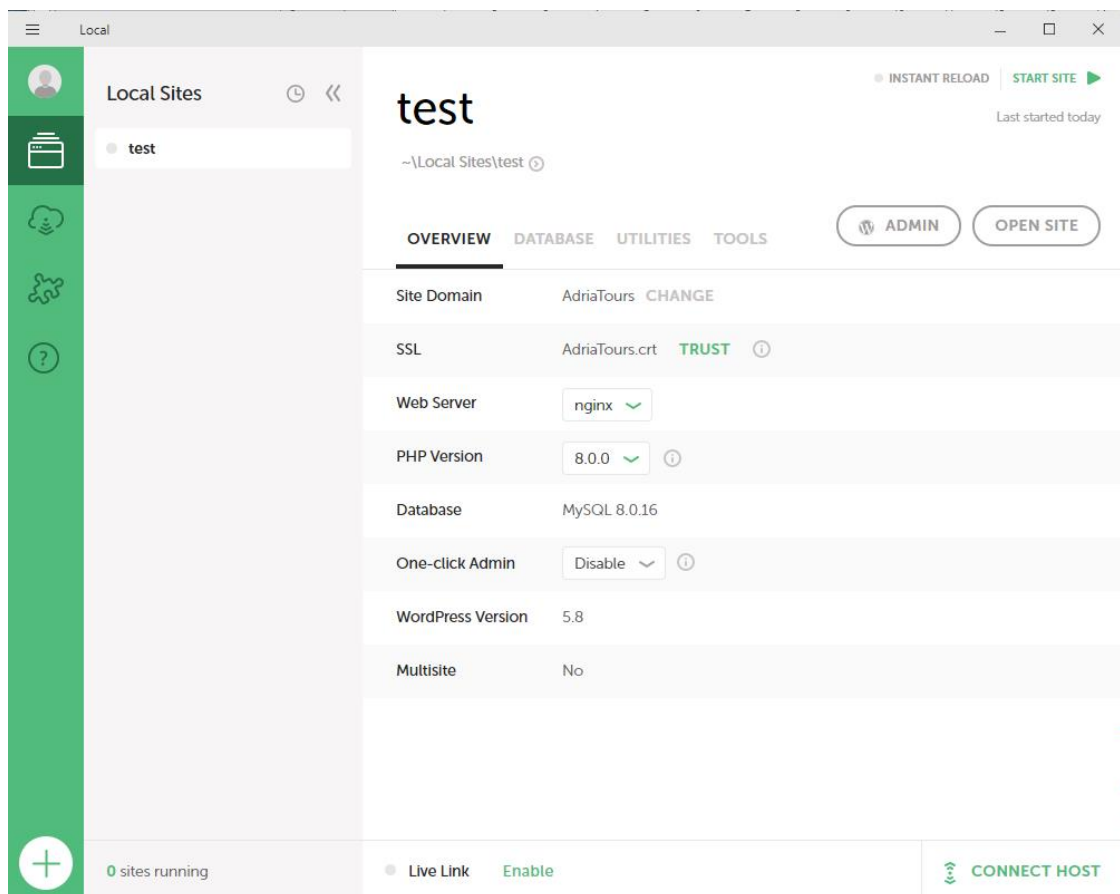 Local
Local Sites
test
0 sites running
INSTANT RELOAD
START SITE
test
Last started today
~\Local Sites\test
OVERVIEW DATABASE UTILITIES TOOLS
ADMIN
OPEN SITE
Site Domain AdriaTours CHANGE
SSL AdriaTours.crt TRUST
Web Server nginx
PHP Version 8.0.0
Database MySQL 8.0.16
One-click Admin Disable
WordPress Version 5.8
Multisite No
Live Link Enable
CONNECT HOST